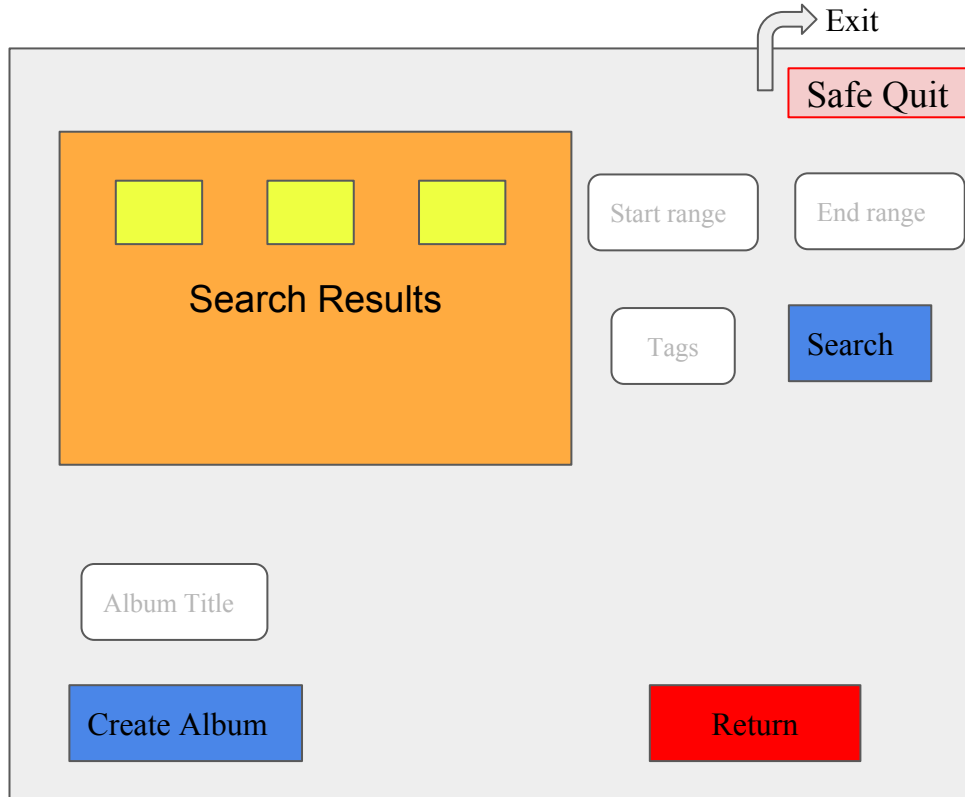 Exit
Safe Quit
Start range
End range
Search Results
Tags
Search
Album Title
Create Album
Return